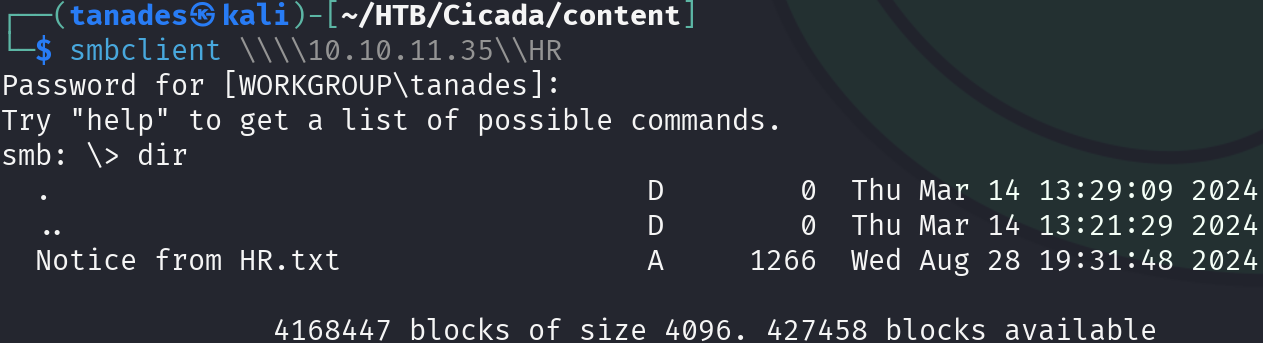 ┌──(tanades㉿kali)-[~/HTB/Cicada/content]
└─$ smbclient \\\\10.10.11.35\\HR
Password for [WORKGROUP\tanades]:
Try "help" to get a list of possible commands.
smb: \> dir
  .                                   D        0  Thu Mar 14 13:29:09 2024
  ..                                  D        0  Thu Mar 14 13:21:29 2024
  Notice from HR.txt                  A     1266  Wed Aug 28 19:31:48 2024

                4168447 blocks of size 4096. 427458 blocks available